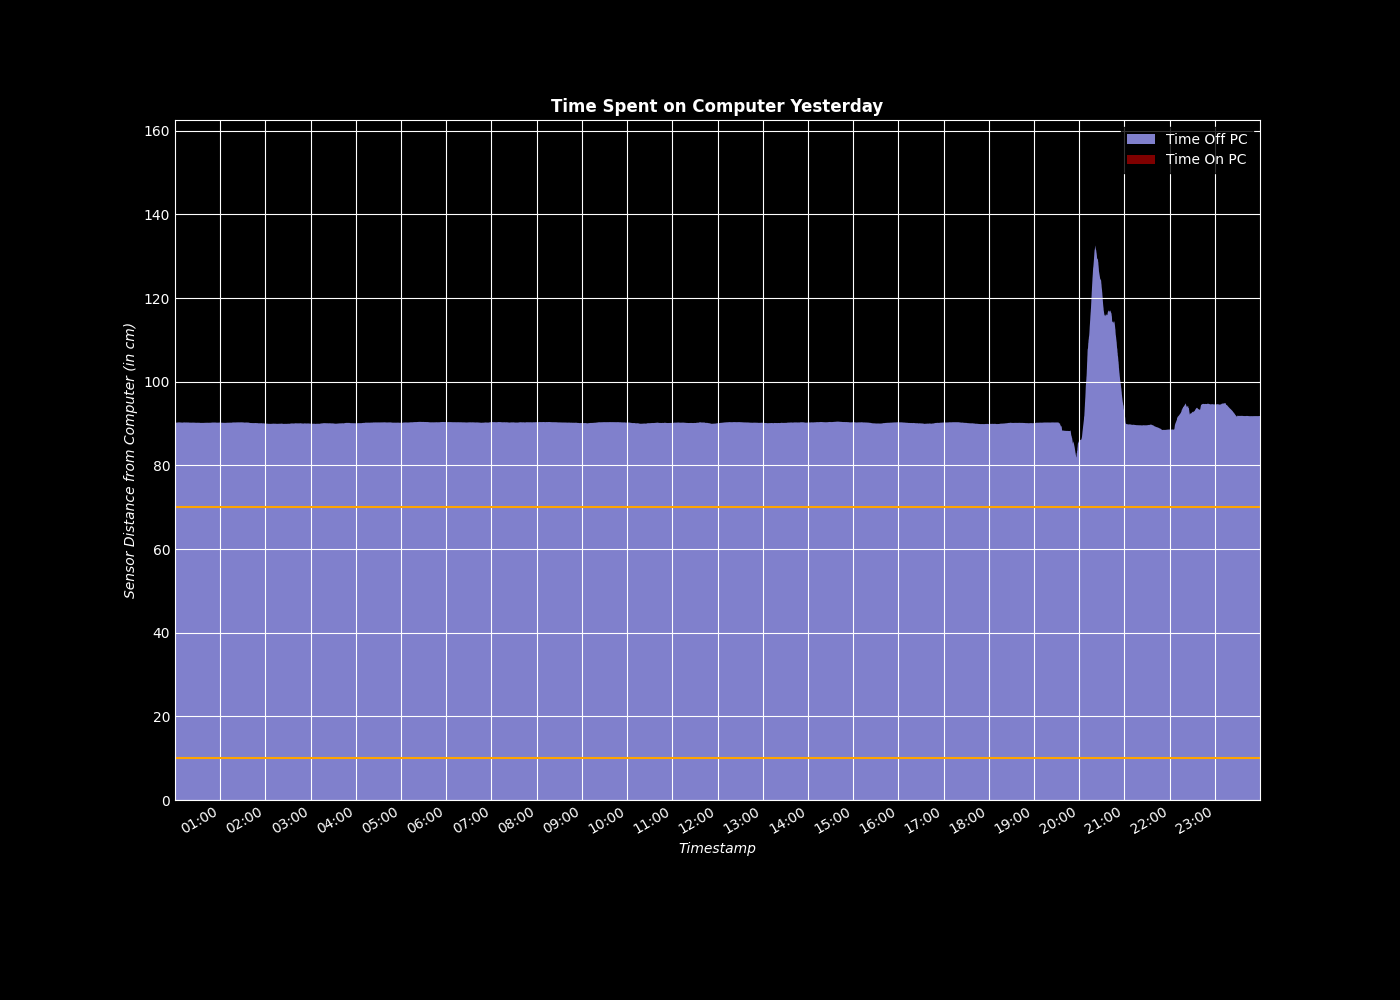 Time Spent on Computer Yesterday
Time Off PC
Time On PC
Sensor Distance from Computer (in cm)
160
140
120
100
80
60
40
20
0
01:00 02:00 03:00 04:00 05:00 06:00 07:00 08:00 09:00 10:00 11:00 12:00 13:00 14:00 15:00 16:00 17:00 18:00 19:00 20:00 21:00 22:00 23:00
Timestamp